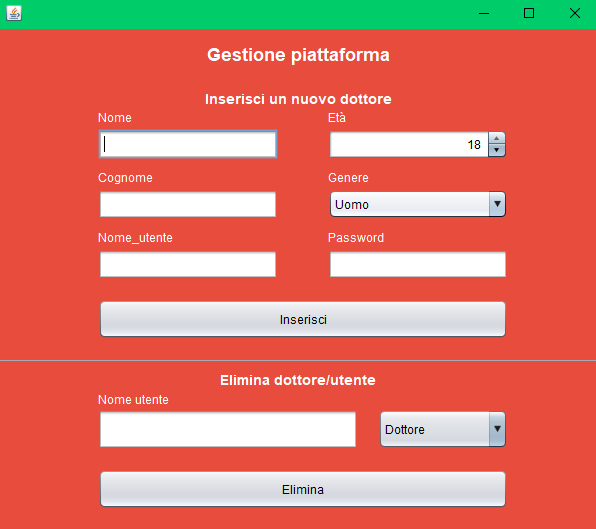 Gestione piattaforma
Inserisci un nuovo dottore
Nome Età
18
Cognome Genere
Uomo
Nome_utente Password
Inserisci
Elimina dottore/utente
Nome utente
Dottore
Elimina